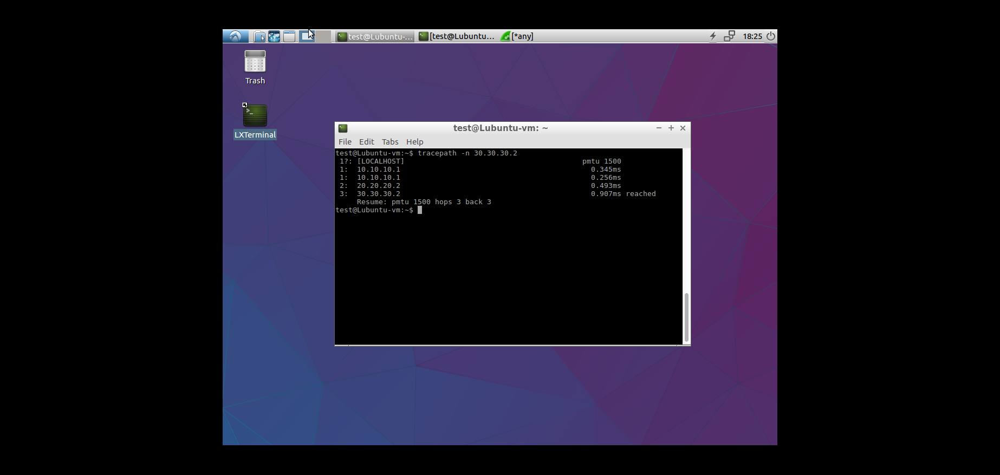 test@Lubuntu-... [test@Lubuntu... [*any] 18:25
Trash
LXTerminal
test@Lubuntu-vm: ~
File Edit Tabs Help
test@Lubuntu-vm:~$ tracepath -n 30.30.30.2
1?: [LOCALHOST] pmtu 1500
1: 10.10.10.1 0.345ms
1: 10.10.10.1 0.256ms
2: 20.20.20.2 0.493ms
3: 30.30.30.2 0.907ms reached
Resume: pmtu 1500 hops 3 back 3
test@Lubuntu-vm:~$